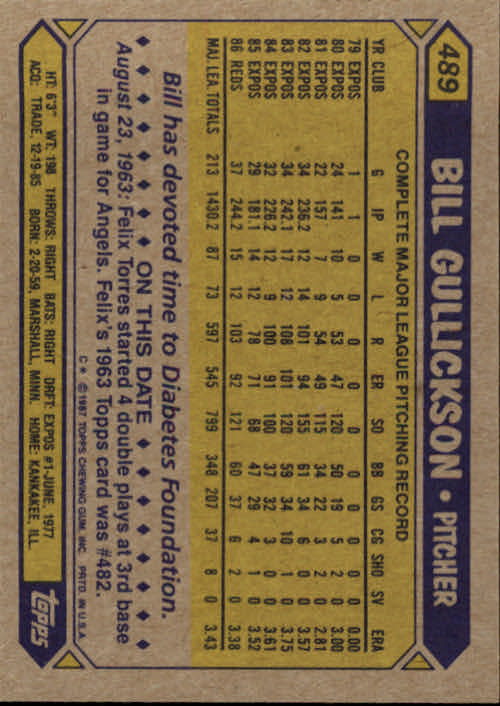 489 BILL GULLICKSON • PITCHER
COMPLETE MAJOR LEAGUE PITCHING RECORD
YR CLUB G IP W L R ER SO BB GS CG SHO SV ERA
79 EXPOS 1 1 0 0 0 0 0 0 0 0 0 0 0.00
80 EXPOS 24 141 10 5 53 47 120 50 19 5 2 0 3.00
81 EXPOS 22 157 7 9 54 49 115 34 22 3 2 0 2.81
82 EXPOS 34 236.2 12 14 101 94 155 61 34 6 0 0 3.57
83 EXPOS 34 242.1 17 12 108 101 120 59 34 10 1 0 3.75
84 EXPOS 32 226.2 12 9 100 91 100 37 32 3 0 0 3.61
85 EXPOS 29 181.1 14 12 78 71 68 47 29 4 1 0 3.52
86 REDS 37 244.2 15 12 103 92 121 60 37 6 2 0 3.38
MAJ.LEA. TOTALS 213 1430.2 87 73 597 545 799 348 207 37 8 0 3.43
Bill has devoted time to Diabetes Foundation.
♦ ♦ ♦ ♦ ♦ ♦ ON THIS DATE ♦ ♦ ♦ ♦ ♦ ♦
August 23, 1963: Felix Torres started 4 double plays at 3rd base
in game for Angels. Felix's 1963 Topps card was #482.
C* © 1987 TOPPS CHEWING GUM, INC. PRTD. IN U.S.A.
HT: 6'3" WT: 198 THROWS: RIGHT BATS: RIGHT DRFT: EXPOS #1-JUNE, 1977
ACQ: TRADE, 12-19-85 BORN: 2-20-59, MARSHALL, MINN. HOME: KANKAKEE, ILL.
Topps